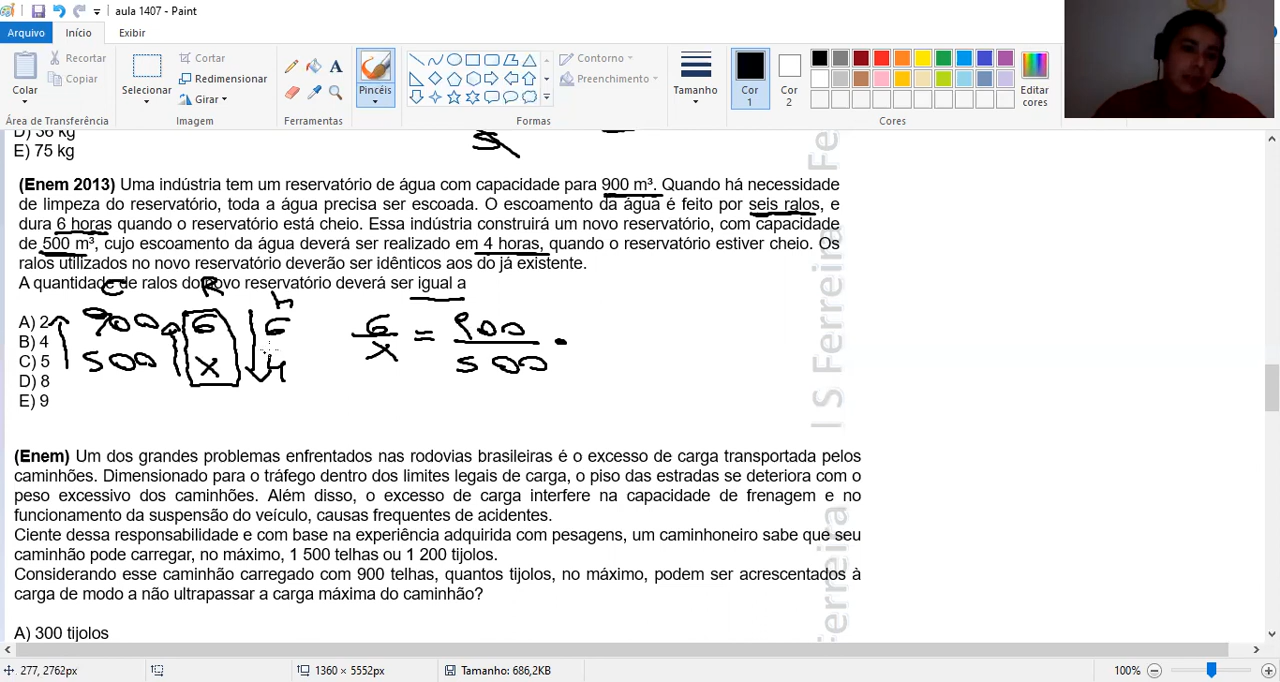 aula 1407 - Paint
Arquivo Início Exibir
Colar
Recortar
Copiar
Área de Transferência
Selecionar
Cortar
Redimensionar
Girar
Imagem
A
Ferramentas
Pincéis
Formas
Contorno
Preenchimento
Tamanho
Cor 1
Cor 2
Editar cores
Cores
D) 36 kg
E) 75 kg
(Enem 2013) Uma indústria tem um reservatório de água com capacidade para 900 m³. Quando há necessidade
de limpeza do reservatório, toda a água precisa ser escoada. O escoamento da água é feito por seis ralos, e
dura 6 horas quando o reservatório está cheio. Essa indústria construirá um novo reservatório, com capacidade
de 500 m³, cujo escoamento da água deverá ser realizado em 4 horas, quando o reservatório estiver cheio. Os
ralos utilizados no novo reservatório deverão ser idênticos aos do já existente.
A quantidade de ralos do novo reservatório deverá ser igual a
C R H
A) 2
B) 4
C) 5
D) 8
E) 9
900 6 6
500 x 4
6/x = 900/500 ·
(Enem) Um dos grandes problemas enfrentados nas rodovias brasileiras é o excesso de carga transportada pelos
caminhões. Dimensionado para o tráfego dentro dos limites legais de carga, o piso das estradas se deteriora com o
peso excessivo dos caminhões. Além disso, o excesso de carga interfere na capacidade de frenagem e no
funcionamento da suspensão do veículo, causas frequentes de acidentes.
Ciente dessa responsabilidade e com base na experiência adquirida com pesagens, um caminhoneiro sabe que seu
caminhão pode carregar, no máximo, 1 500 telhas ou 1 200 tijolos.
Considerando esse caminhão carregado com 900 telhas, quantos tijolos, no máximo, podem ser acrescentados à
carga de modo a não ultrapassar a carga máxima do caminhão?
A) 300 tijolos
I S Ferreira
Ferreira
277, 2762px
1360 × 5552px
Tamanho: 686,2KB
100%